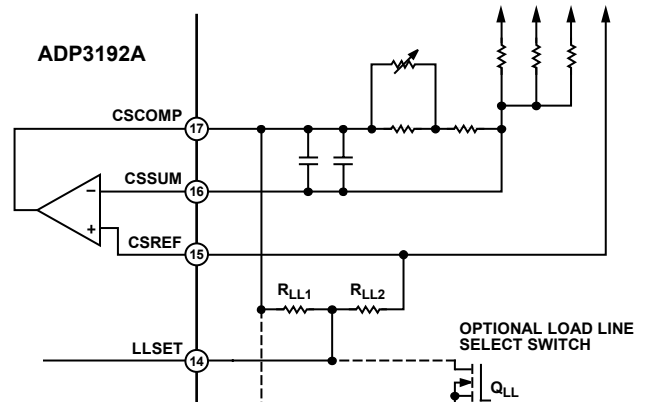 ADP3192A
CSCOMP
17
−
CSSUM
16
+
CSREF
15
RLL1
RLL2
OPTIONAL LOAD LINE
SELECT SWITCH
LLSET
14
QLL